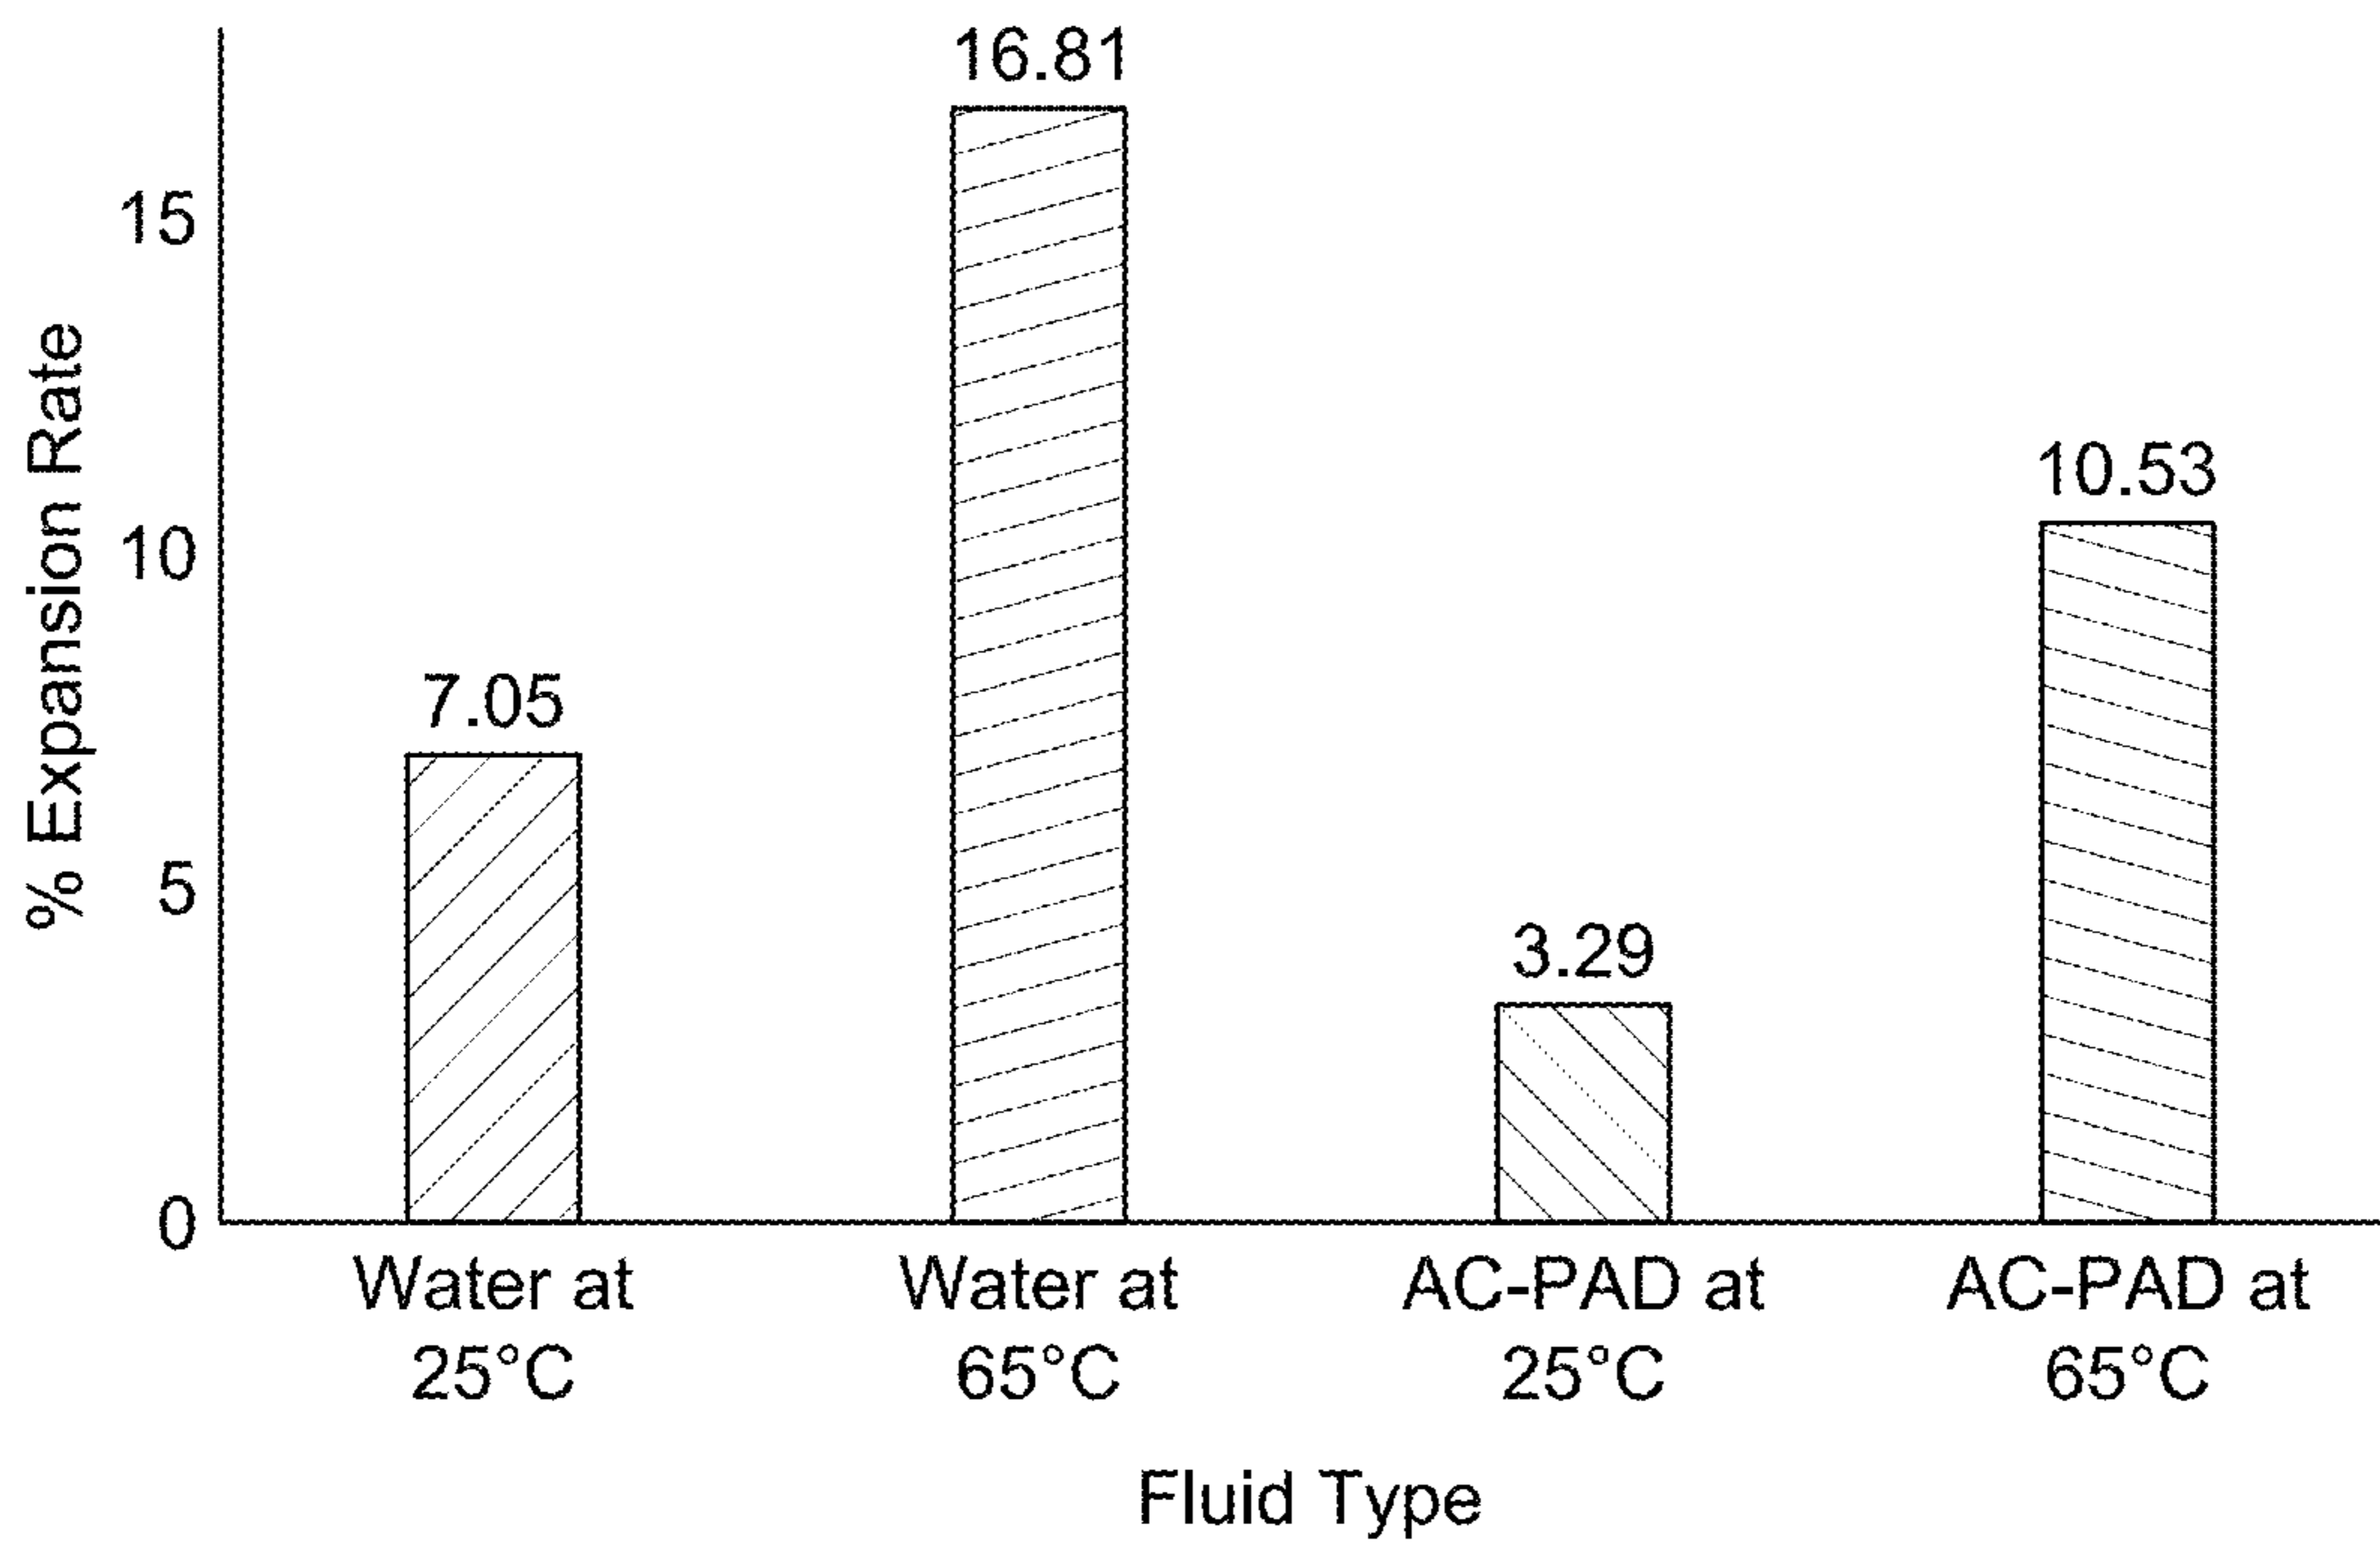 % Expansion Rate
15
10
5
0
7.05
16.81
3.29
10.53
Water at
25°C
Water at
65°C
AC-PAD at
25°C
AC-PAD at
65°C
Fluid Type